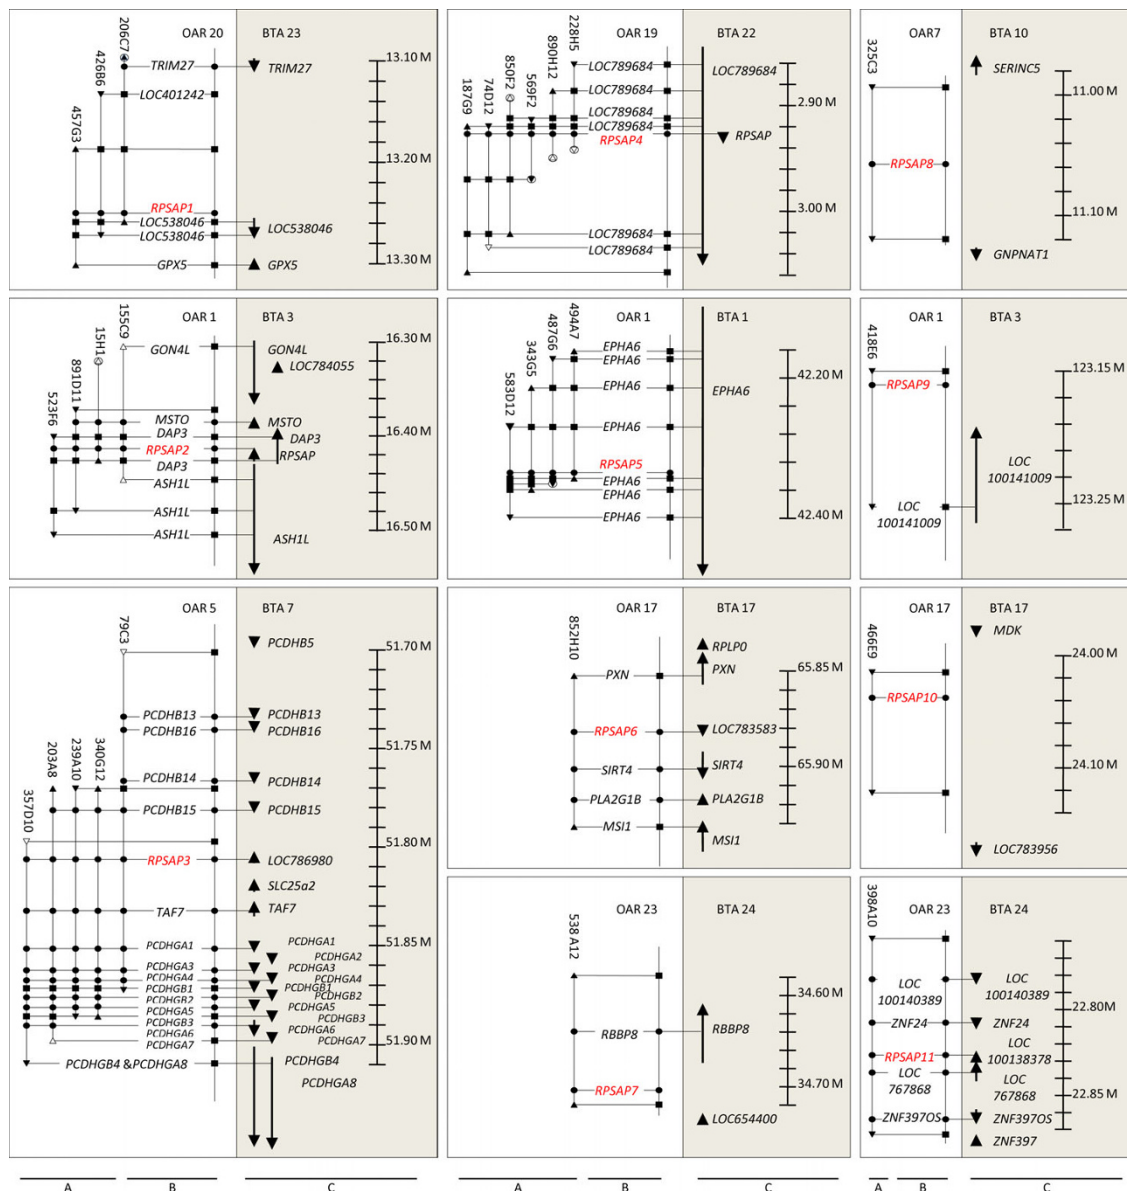 OAR 20
BTA 23
206C7
426B6
457G3
TRIM27
LOC401242
RPSAP1
LOC538046
LOC538046
GPX5
TRIM27
LOC538046
GPX5
13.10 M
13.20 M
13.30 M
OAR 19
BTA 22
228H5
890H12
569F2
850F2
74D12
187G9
LOC789684
LOC789684
LOC789684
LOC789684
RPSAP4
LOC789684
LOC789684
LOC789684
RPSAP
2.90 M
3.00 M
OAR7
BTA 10
325C3
RPSAP8
SERINC5
GNPNAT1
11.00 M
11.10 M
OAR 1
BTA 3
155C9
15H1
891D11
523F6
GON4L
MSTO
DAP3
RPSAP2
DAP3
ASH1L
ASH1L
ASH1L
GON4L
LOC784055
MSTO
DAP3
RPSAP
ASH1L
16.30 M
16.40 M
16.50 M
OAR 1
BTA 1
494A7
487G6
343G5
583D12
EPHA6
EPHA6
EPHA6
EPHA6
RPSAP5
EPHA6
EPHA6
EPHA6
EPHA6
42.20 M
42.40 M
OAR 1
BTA 3
418E6
RPSAP9
LOC
100141009
LOC
100141009
123.15 M
123.25 M
OAR 5
BTA 7
79C3
340G12
239A10
203A8
357D10
PCDHB13
PCDHB16
PCDHB14
PCDHB15
RPSAP3
TAF7
PCDHGA1
PCDHGA3
PCDHGA4
PCDHGB1
PCDHGB2
PCDHGA5
PCDHGB3
PCDHGA6
PCDHGA7
PCDHGB4 &PCDHGA8
PCDHB5
PCDHB13
PCDHB16
PCDHB14
PCDHB15
LOC786980
SLC25a2
TAF7
PCDHGA1
PCDHGA2
PCDHGA3
PCDHGA4
PCDHGB1
PCDHGB2
PCDHGA5
PCDHGB3
PCDHGA6
PCDHGA7
PCDHGB4
PCDHGA8
51.70 M
51.75 M
51.80 M
51.85 M
51.90 M
OAR 17
BTA 17
852H10
PXN
RPSAP6
SIRT4
PLA2G1B
MSI1
RPLP0
PXN
LOC783583
SIRT4
PLA2G1B
MSI1
65.85 M
65.90 M
OAR 17
BTA 17
466E9
RPSAP10
MDK
LOC783956
24.00 M
24.10 M
OAR 23
BTA 24
538 A12
RBBP8
RPSAP7
RBBP8
LOC654400
34.60 M
34.70 M
OAR 23
BTA 24
398A10
LOC
100140389
ZNF24
RPSAP11
LOC
767868
ZNF397OS
LOC
100140389
ZNF24
LOC
100138378
LOC
767868
ZNF397OS
ZNF397
22.80 M
22.85 M
A B C
A B C
A B C